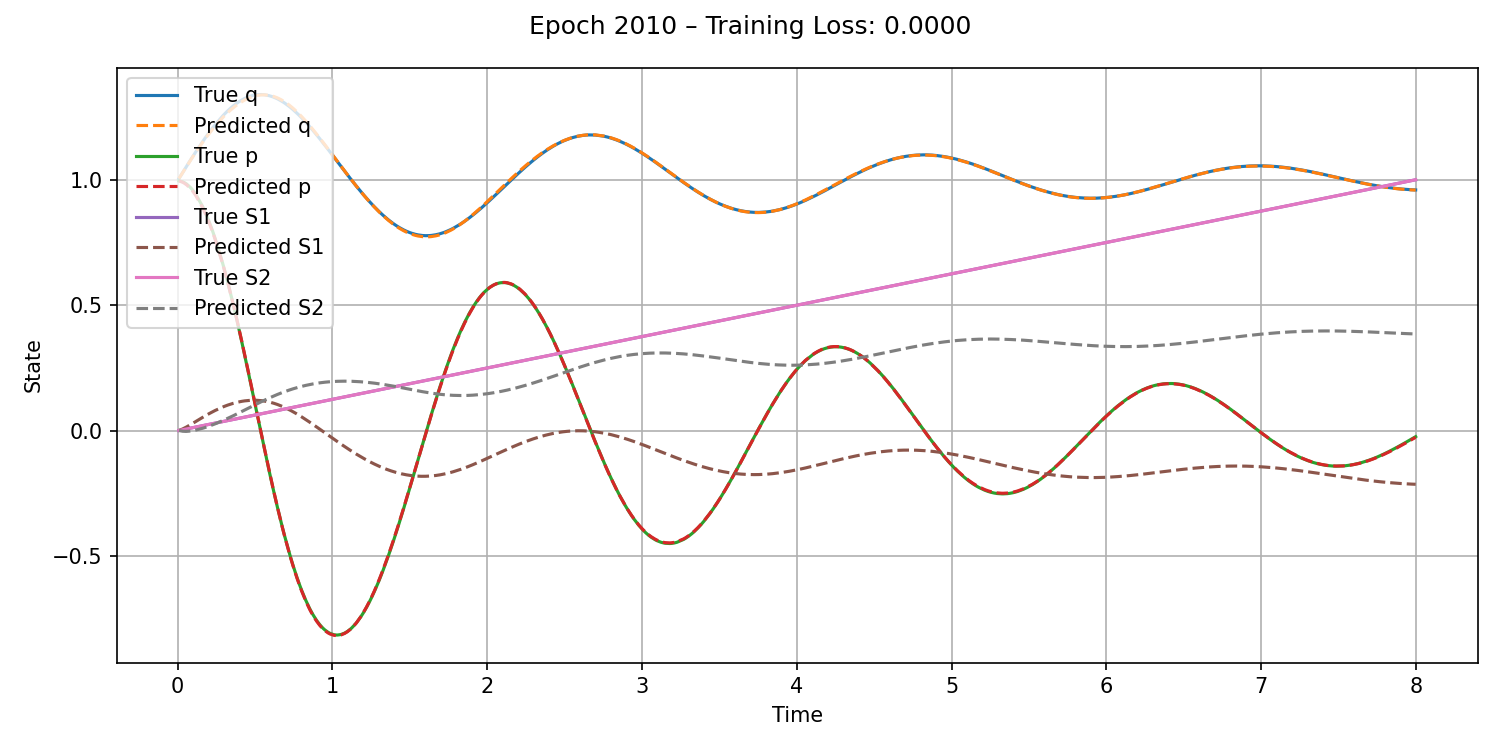 Epoch 2010 – Training Loss: 0.0000
True q
Predicted q
True p
Predicted p
True S1
Predicted S1
True S2
Predicted S2
1.0
0.5
0.0
−0.5
State
0 1 2 3 4 5 6 7 8
Time